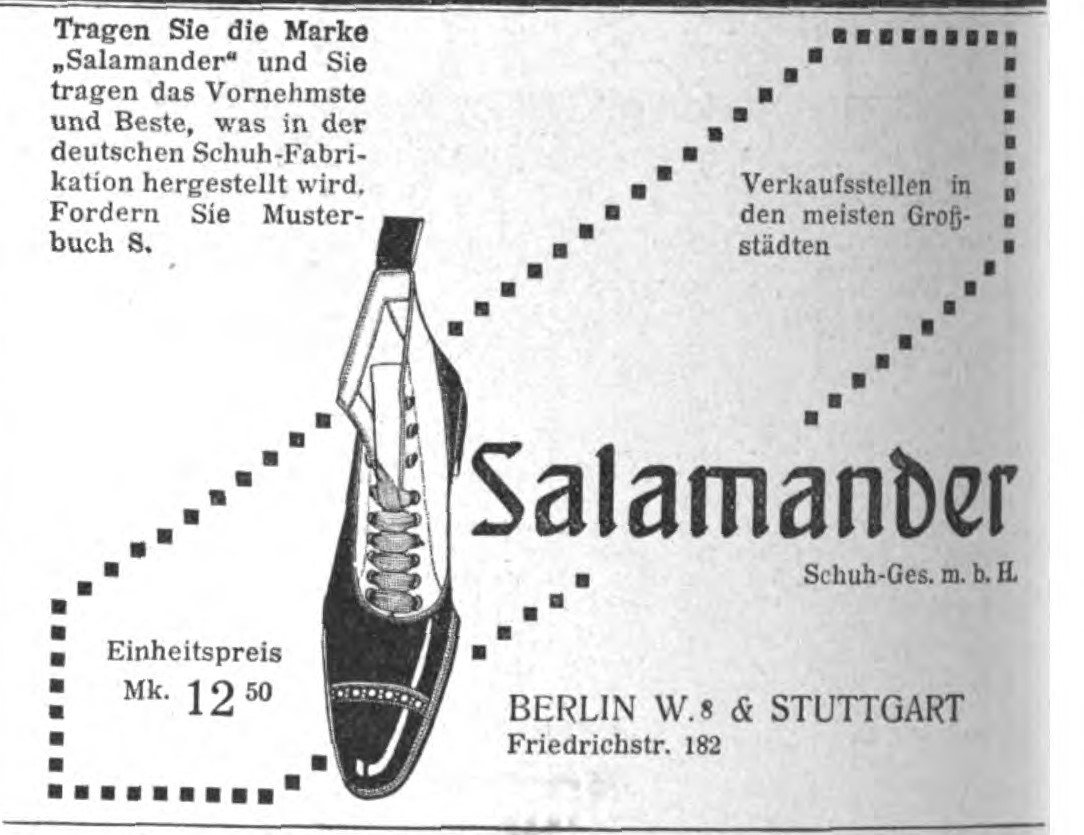 Tragen Sie die Marke
„Salamander“ und Sie
tragen das Vornehmste
und Beste, was in der
deutschen Schuh-Fabri-
kation hergestellt wird.
Fordern Sie Muster-
buch S.
Verkaufsstellen in
den meisten Groß-
städten
Salamander
Schuh-Ges. m. b. H.
Einheitspreis
Mk. 12 50
BERLIN W. 8 & STUTTGART
Friedrichstr. 182